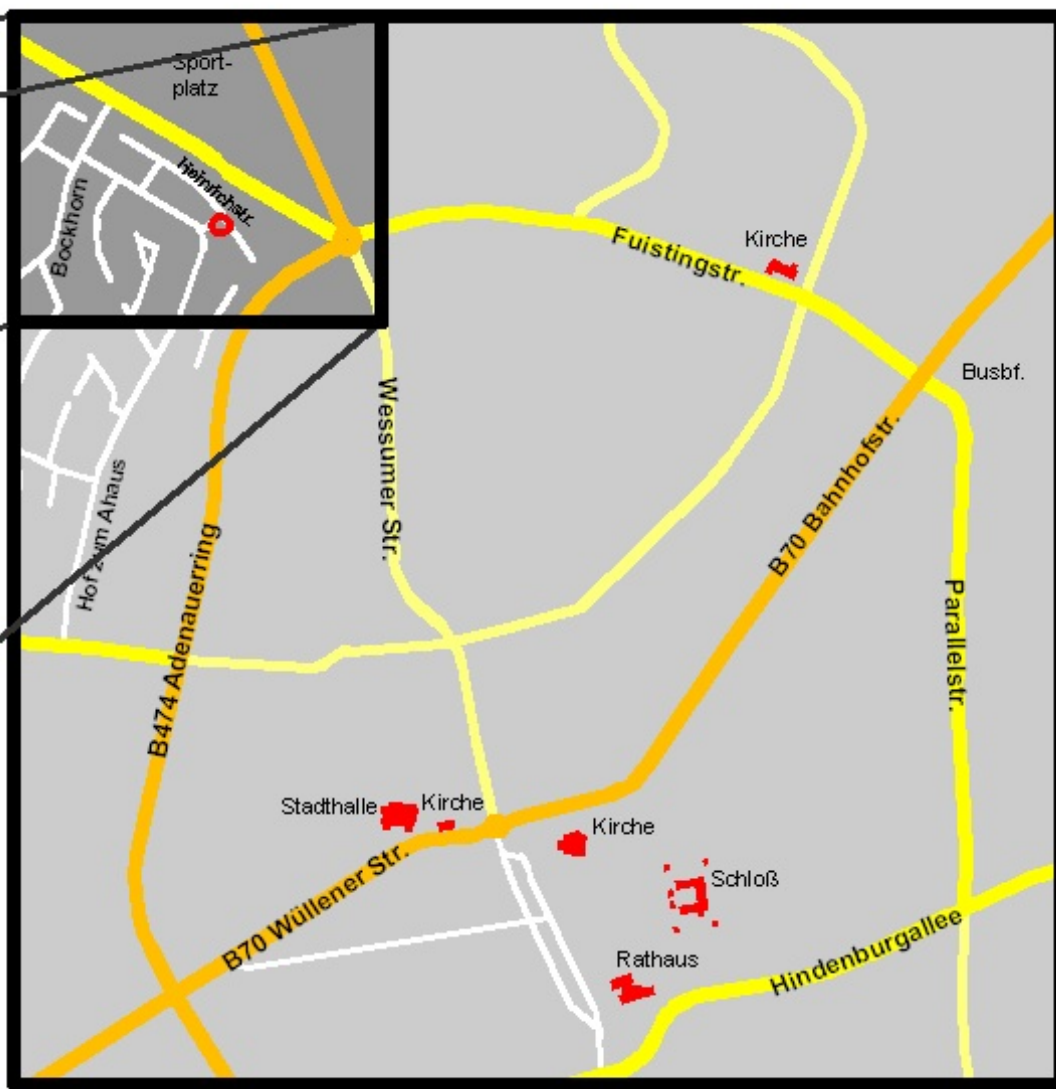 Sport-
platz
Heinrichstr.
Bockhorn
Kirche
Fuistingstr.
Busbf.
Wessumer Str.
B70 Bahnhofstr.
Hof zum Ahaus
B474 Adenauerring
Parallelstr.
Stadthalle
Kirche
Kirche
Schloß
B70 Wüllener Str.
Hindenburgallee
Rathaus